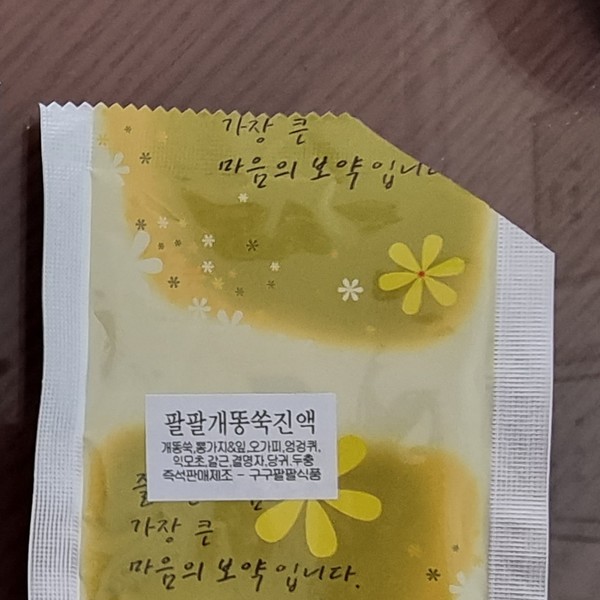 가장 큰
마음의 보약입니다
팔팔개똥쑥진액
개똥쑥,뽕가지&잎,오가피,엉겅퀴,
익모초,갈근,결명자,당귀,두충
즉석판매제조 - 구구팔팔식품
가장 큰
마음의 보약입니다.